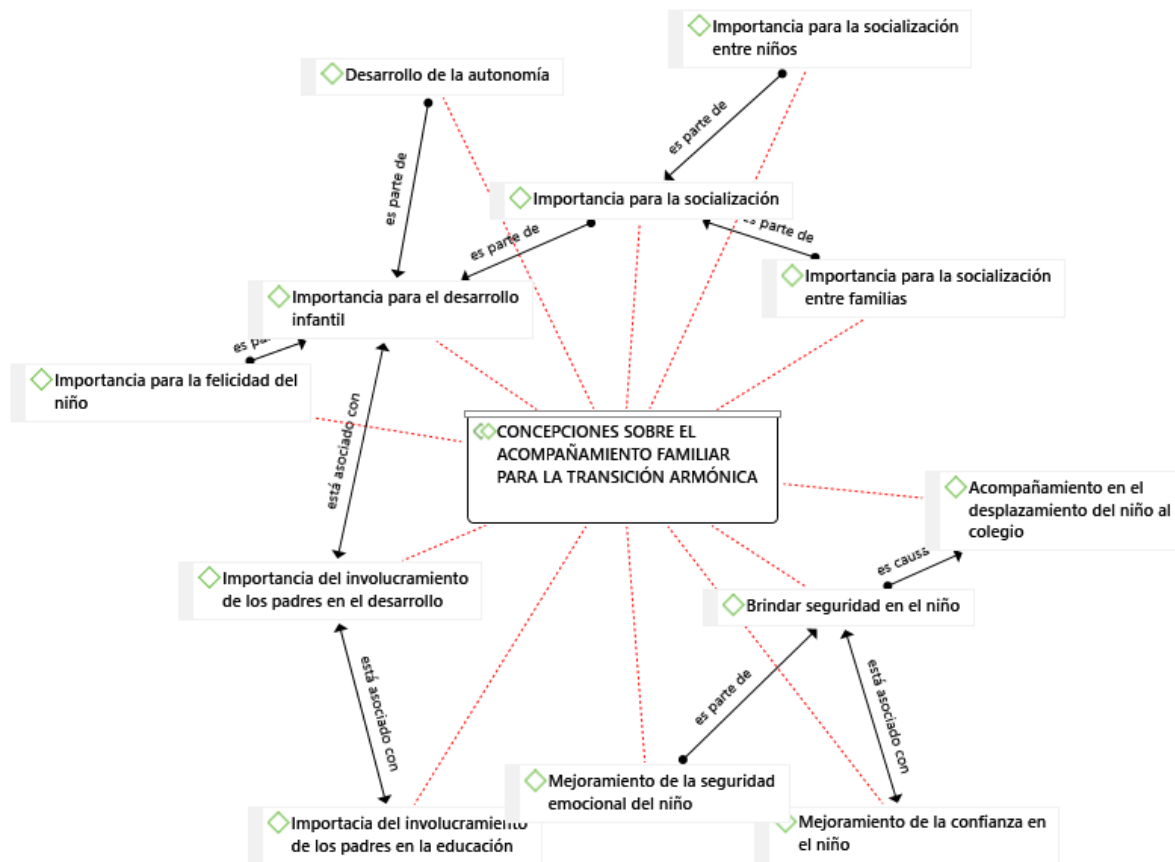 Importancia para la socialización
entre niños
Desarrollo de la autonomía
es parte de
es parte de
Importancia para la socialización
es parte de
es parte de
Importancia para la socialización
entre familias
Importancia para el desarrollo
infantil
es
Importancia para la felicidad del
niño
está asociado con
CONCEPCIONES SOBRE EL
ACOMPAÑAMIENTO FAMILIAR
PARA LA TRANSICIÓN ARMÓNICA
Acompañamiento en el
desplazamiento del niño al
colegio
es caus
Importancia del involucramiento
de los padres en el desarrollo
Brindar seguridad en el niño
está asociado con
es parte de
está asociado con
Mejoramiento de la seguridad
emocional del niño
Importacia del involucramiento
de los padres en la educación
Mejoramiento de la confianza en
el niño